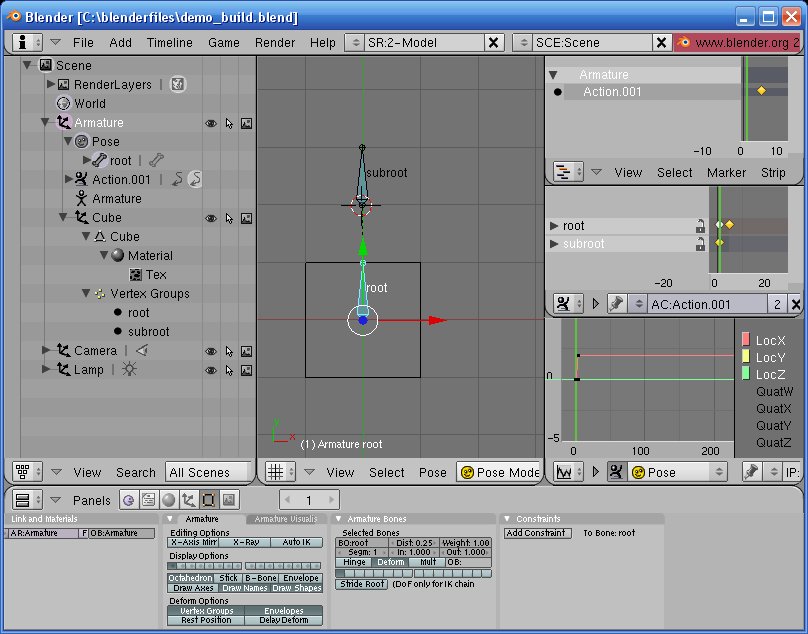 Blender [C:\blenderfiles\demo_build.blend]
File Add Timeline Game Render Help SR:2-Model SCE:Scene www.blender.org 2
Scene
RenderLayers
World
Armature
Pose
root
Action.001
Armature
Cube
Cube
Material
Tex
Vertex Groups
root
subroot
Camera
Lamp
View Search All Scenes
subroot
root
y
x
(1) Armature root
View Select Pose Pose Mode
Armature
Action.001
-10 0 10
View Select Marker Strip
root
subroot
-20 0 20
AC:Action.001 2
0
-5
0 100 200
LocX
LocY
LocZ
QuatW
QuatX
QuatY
QuatZ
Pose IP:
Panels 1
Link and Materials
AR:Armature F OB:Armature
Armature Armature Visualis
Editing Options
X-Axis Mirr X-Ray Auto IK
Display Options
Octahedron Stick B-Bone Envelope
Draw Axes Draw Names Draw Shapes
Deform Options
Vertex Groups Envelopes
Rest Position Delay Deform
Armature Bones
Selected Bones
BO:root Dist: 0.25 Weight: 1.00
Segm: 1 In: 1.000 Out: 1.000
Hinge Deform Mult OB:
Stride Root (DoF only for IK chain
Constraints
Add Constraint To Bone: root